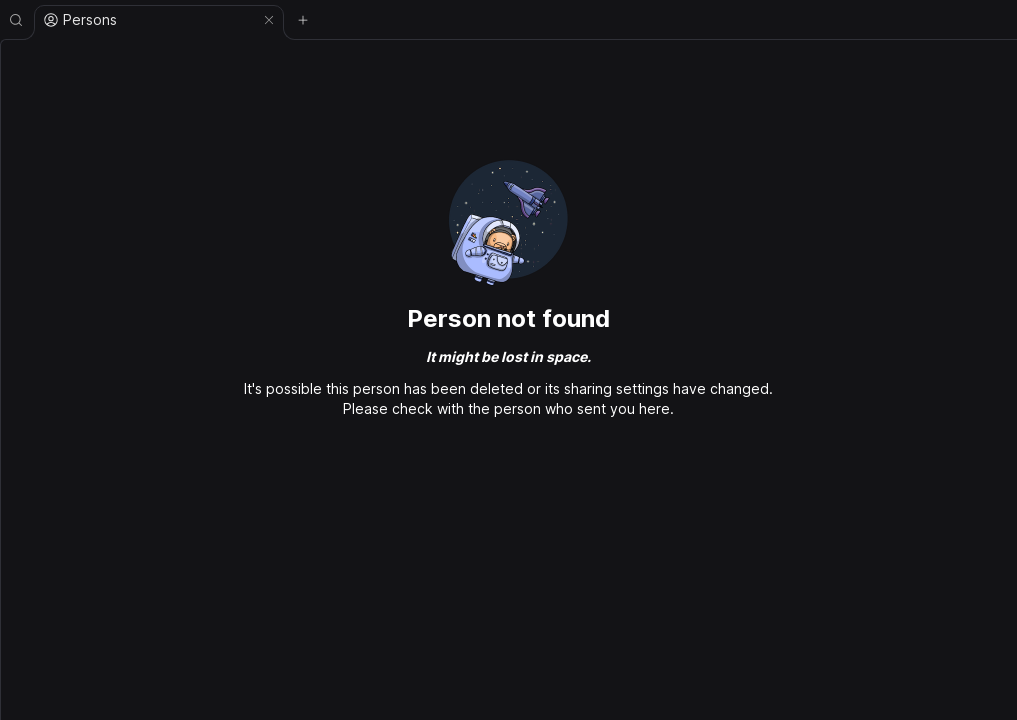 Persons
Person not found
It might be lost in space.
It's possible this person has been deleted or its sharing settings have changed.
Please check with the person who sent you here.